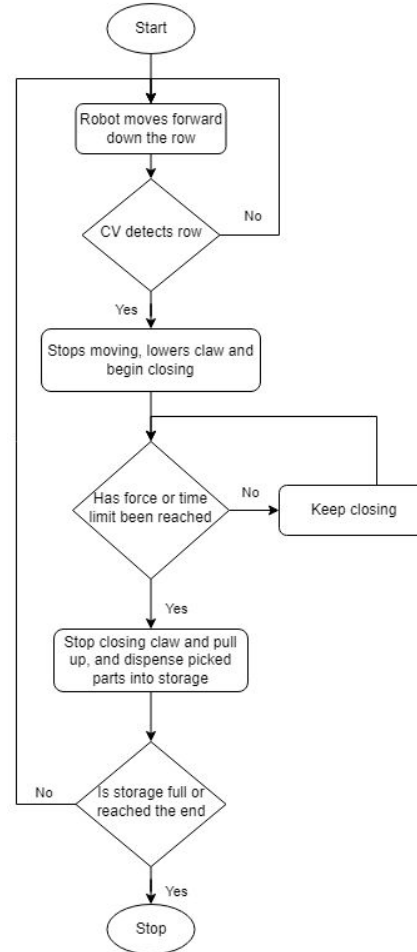 Start
Robot moves forward
down the row
CV detects row
No
Yes
Stops moving, lowers claw and
begin closing
Has force or time
limit been reached
No
Keep closing
Yes
Stop closing claw and pull
up, and dispense picked
parts into storage
Is storage full or
reached the end
No
Yes
Stop